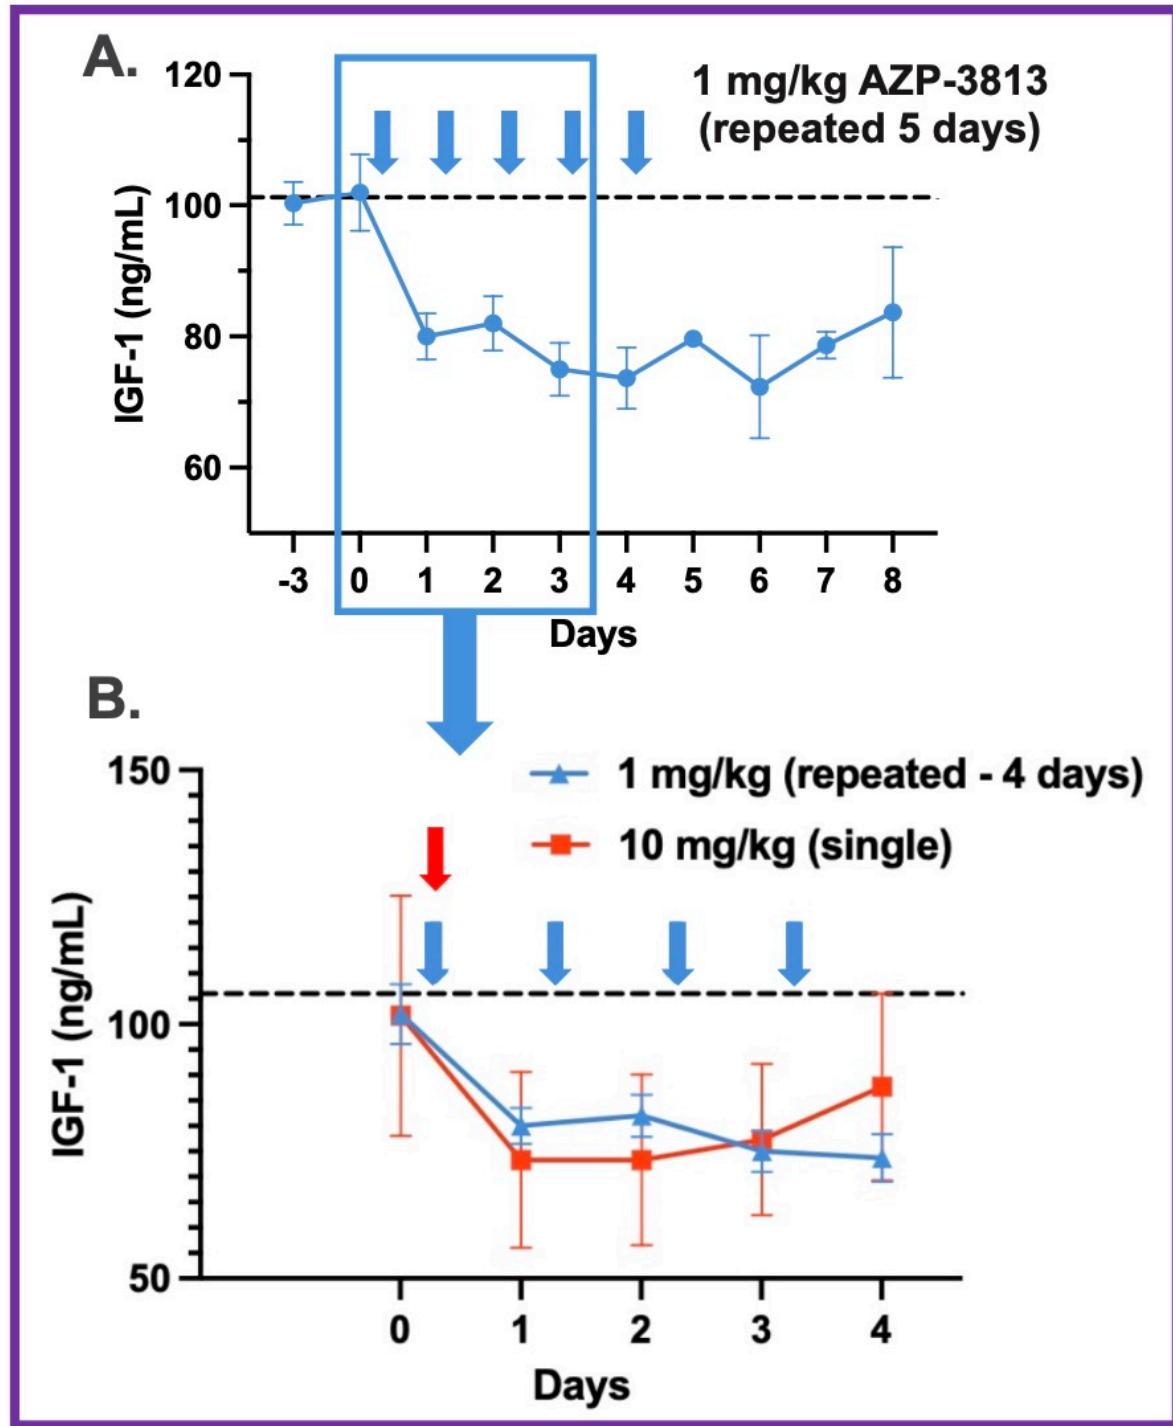 A.
1 mg/kg AZP-3813
(repeated 5 days)
120
100
80
60
IGF-1 (ng/mL)
-3 0 1 2 3 4 5 6 7 8
Days
B.
1 mg/kg (repeated - 4 days)
10 mg/kg (single)
150
100
50
IGF-1 (ng/mL)
0 1 2 3 4
Days